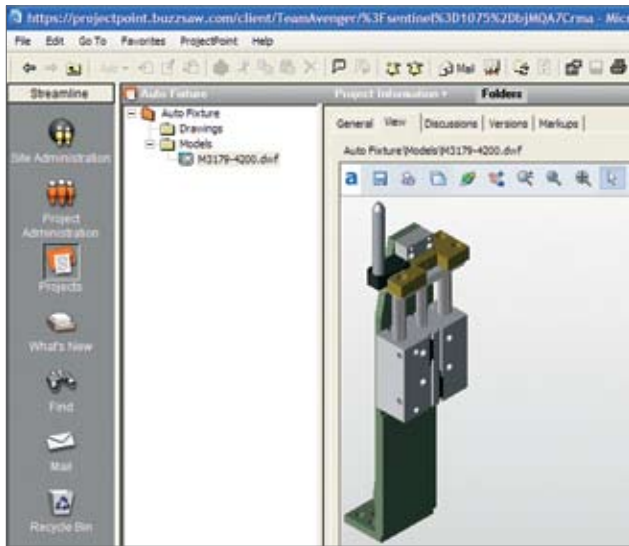 https://projectpoint.buzzsaw.com/client/TeamAvenger/%3Fsentinel%3D1075%2DbjMQA7Crma - Micr
File Edit Go To Favorites ProjectPoint Help
Mail
Streamline
Auto Fixture
Project Information
Folders
Auto Fixture
Drawings
Models
M3179-4200.dwf
General View Discussions Versions Markups
Auto Fixture\Models\M3179-4200.dwf
a
Site Administration
Project
Administration
Projects
What's New
Find
Mail
Recycle Bin